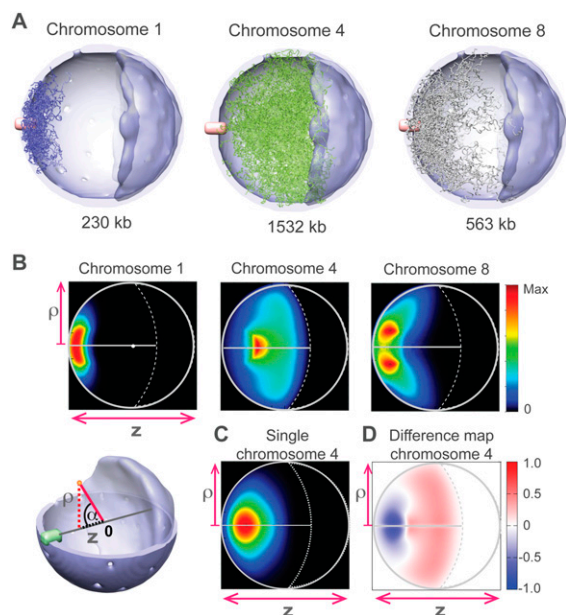 A
Chromosome 1
Chromosome 4
Chromosome 8
230 kb
1532 kb
563 kb
B
Chromosome 1
Chromosome 4
Chromosome 8
ρ
Max
0
z
C
Single
chromosome 4
D
Difference map
chromosome 4
ρ
α
z
0
ρ
ρ
1.0
0.5
0
-0.5
-1.0
z
z